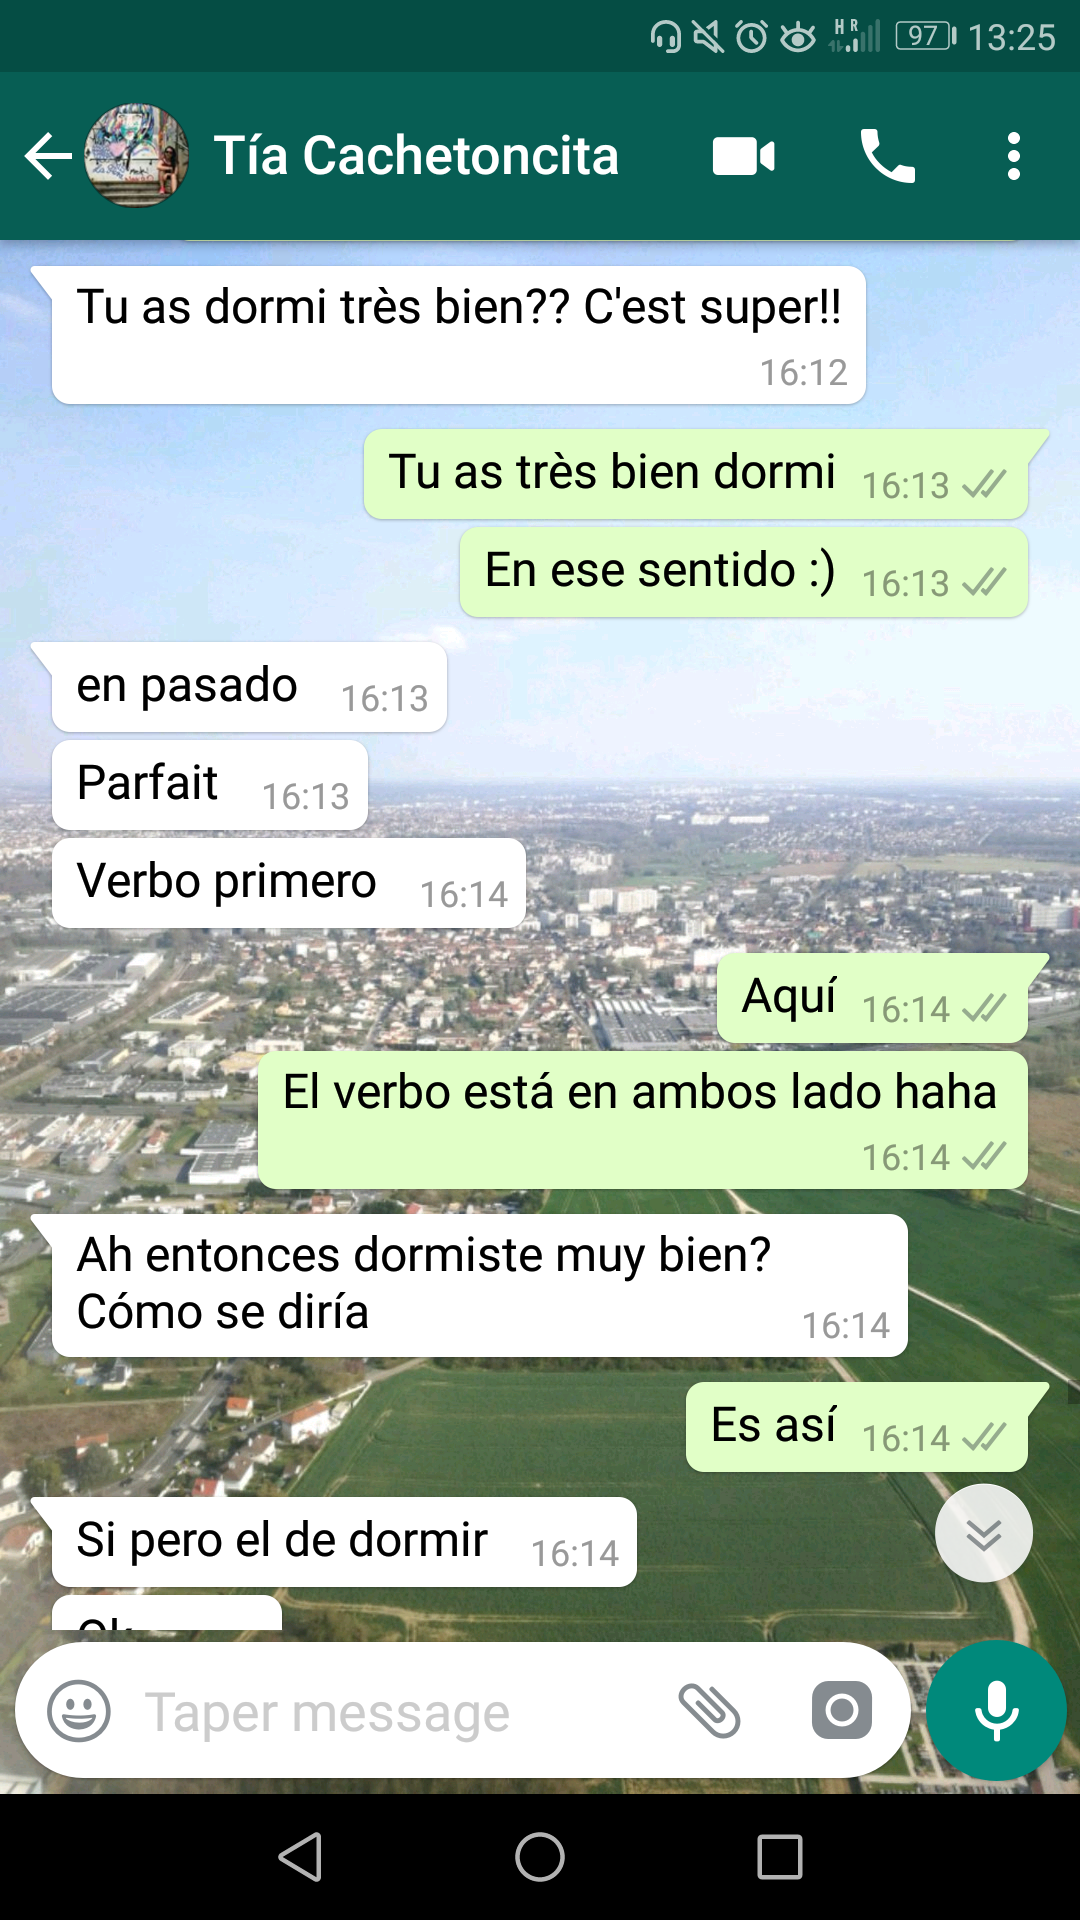 HR 97 13:25
Tía Cachetoncita
Tu as dormi très bien?? C'est super!!
16:12
Tu as très bien dormi 16:13
En ese sentido :) 16:13
en pasado 16:13
Parfait 16:13
Verbo primero 16:14
Aquí 16:14
El verbo está en ambos lado haha
16:14
Ah entonces dormiste muy bien?
Cómo se diría 16:14
Es así 16:14
Si pero el de dormir 16:14
Taper message